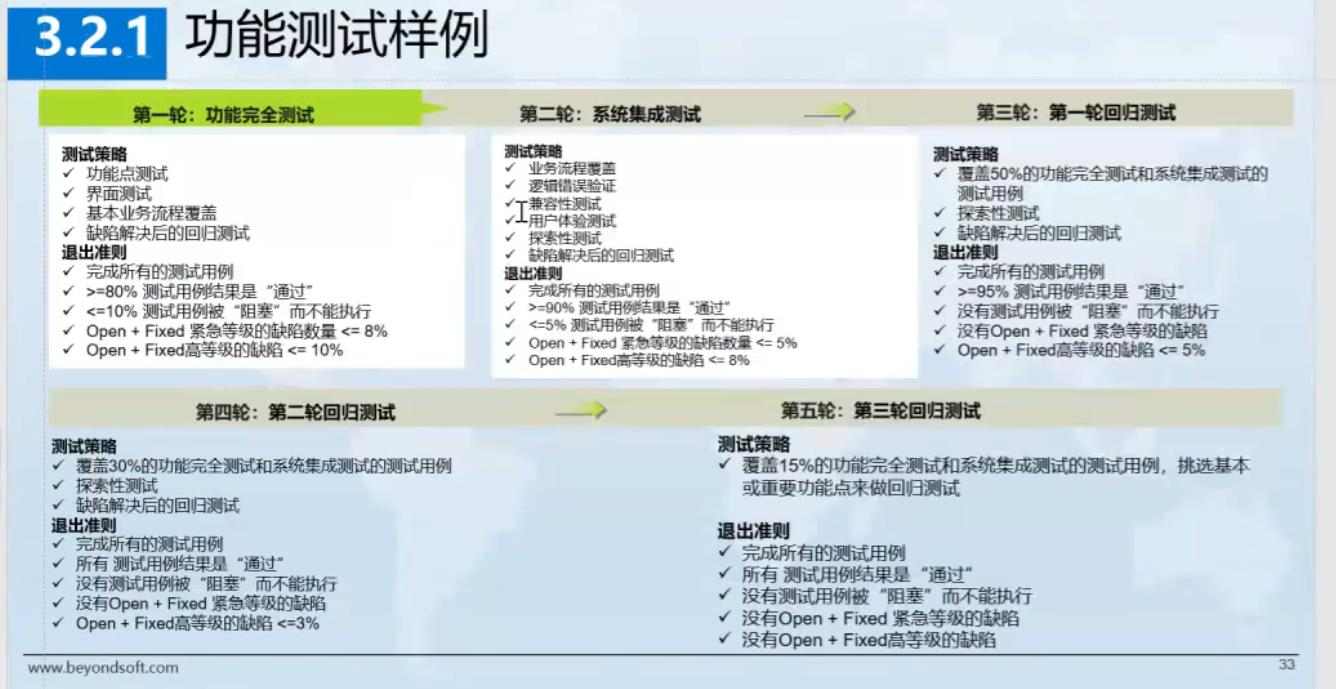 3.2.1 功能测试样例
第一轮：功能完全测试
测试策略
✓ 功能点测试
✓ 界面测试
✓ 基本业务流程覆盖
✓ 缺陷解决后的回归测试
退出准则
✓ 完成所有的测试用例
✓ >=80% 测试用例结果是“通过”
✓ <=10% 测试用例被“阻塞”而不能执行
✓ Open + Fixed 紧急等级的缺陷数量 <= 8%
✓ Open + Fixed高等级的缺陷 <= 10%
第二轮：系统集成测试
测试策略
✓ 业务流程覆盖
✓ 逻辑错误验证
✓ 兼容性测试
✓ 用户体验测试
✓ 探索性测试
✓ 缺陷解决后的回归测试
退出准则
✓ 完成所有的测试用例
✓ >=90% 测试用例结果是“通过”
✓ <=5% 测试用例被“阻塞”而不能执行
✓ Open + Fixed 紧急等级的缺陷数量 <= 5%
✓ Open + Fixed高等级的缺陷 <= 8%
第三轮：第一轮回归测试
测试策略
✓ 覆盖50%的功能完全测试和系统集成测试的
测试用例
✓ 探索性测试
✓ 缺陷解决后的回归测试
退出准则
✓ 完成所有的测试用例
✓ >=95% 测试用例结果是“通过”
✓ 没有测试用例被“阻塞”而不能执行
✓ 没有Open + Fixed 紧急等级的缺陷
✓ Open + Fixed高等级的缺陷 <= 5%
第四轮：第二轮回归测试
测试策略
✓ 覆盖30%的功能完全测试和系统集成测试的测试用例
✓ 探索性测试
✓ 缺陷解决后的回归测试
退出准则
✓ 完成所有的测试用例
✓ 所有 测试用例结果是“通过”
✓ 没有测试用例被“阻塞”而不能执行
✓ 没有Open + Fixed 紧急等级的缺陷
✓ Open + Fixed高等级的缺陷 <=3%
第五轮：第三轮回归测试
测试策略
✓ 覆盖15%的功能完全测试和系统集成测试的测试用例，挑选基本
或重要功能点来做回归测试
退出准则
✓ 完成所有的测试用例
✓ 所有 测试用例结果是“通过”
✓ 没有测试用例被“阻塞”而不能执行
✓ 没有Open + Fixed 紧急等级的缺陷
✓ 没有Open + Fixed高等级的缺陷
www.beyondsoft.com
33